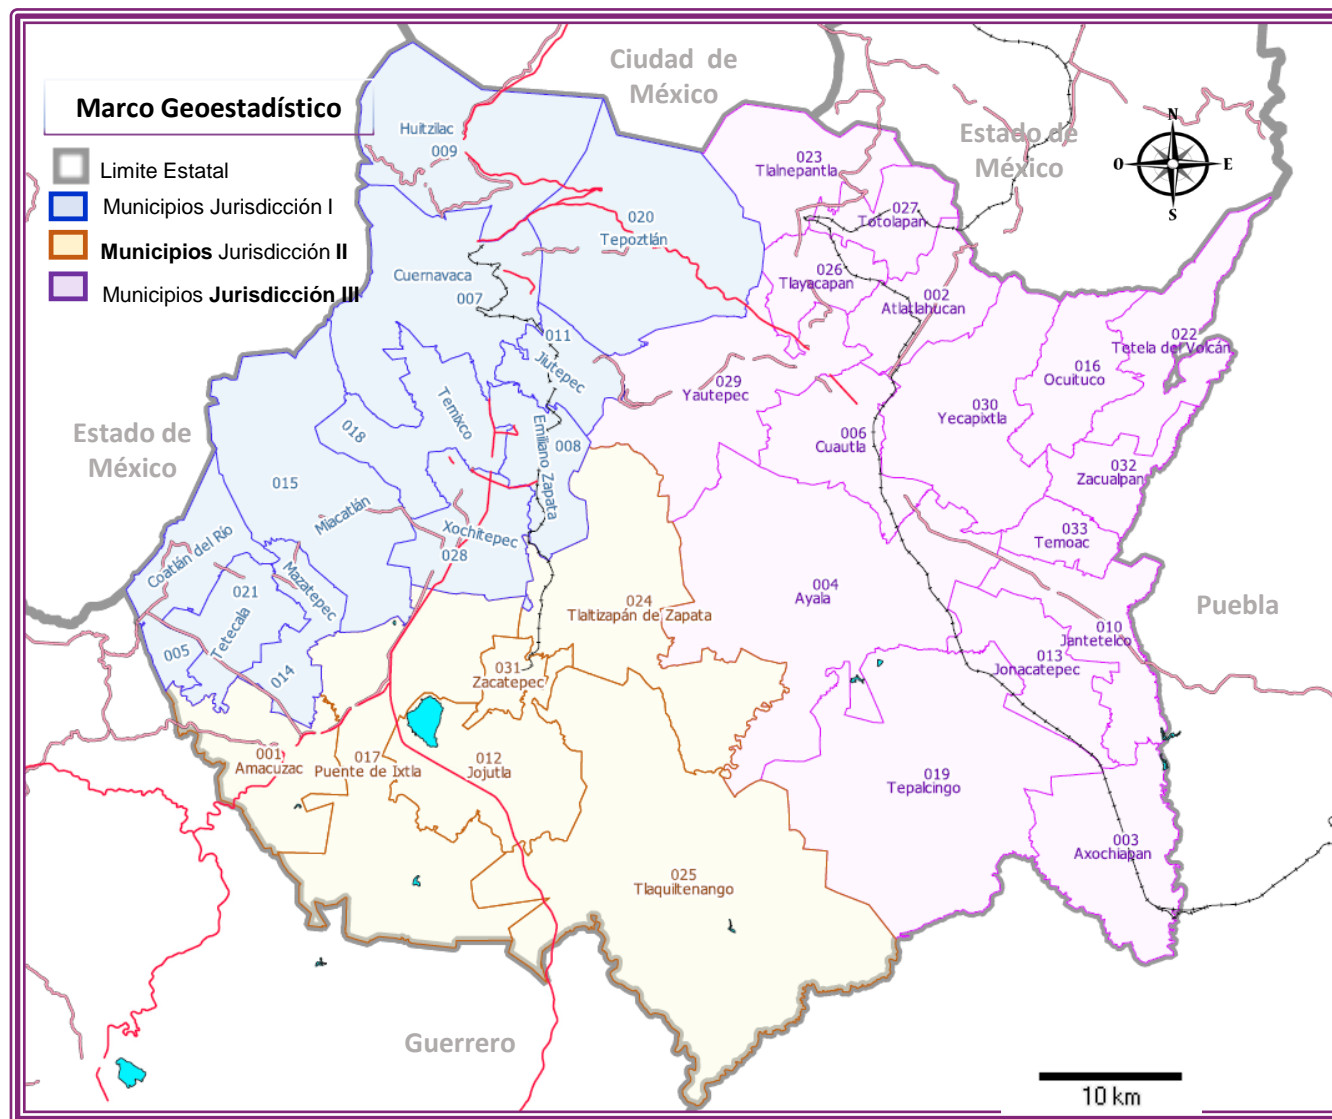 Ciudad de
México
Marco Geoestadístico
Limite Estatal
Municipios Jurisdicción I
Municipios Jurisdicción II
Municipios Jurisdicción III
Estado de
México
N
O
E
S
Huitzilac
009
023
Tlalnepantla
027
Totolapan
020
Tepoztlán
026
Tlayacapan
002
Atlatlahucan
Cuernavaca
007
011
Jiutepec
022
Tetela del Volcán
016
Ocuituco
029
Yautepec
030
Yecapixtla
006
Cuautla
Temixco
018
Emiliano Zapata
008
Estado de
México
032
Zacualpan
015
Miacatlán
Xochitepec
028
033
Temoac
Coatlán del Río
Mazatepec
021
Tetecala
005
014
004
Ayala
024
Tlaltizapán de Zapata
Puebla
010
Jantetelco
013
Jonacatepec
031
Zacatepec
001
Amacuzac
017
Puente de Ixtla
012
Jojutla
019
Tepalcingo
003
Axochiapan
025
Tlaquiltenango
Guerrero
10 km